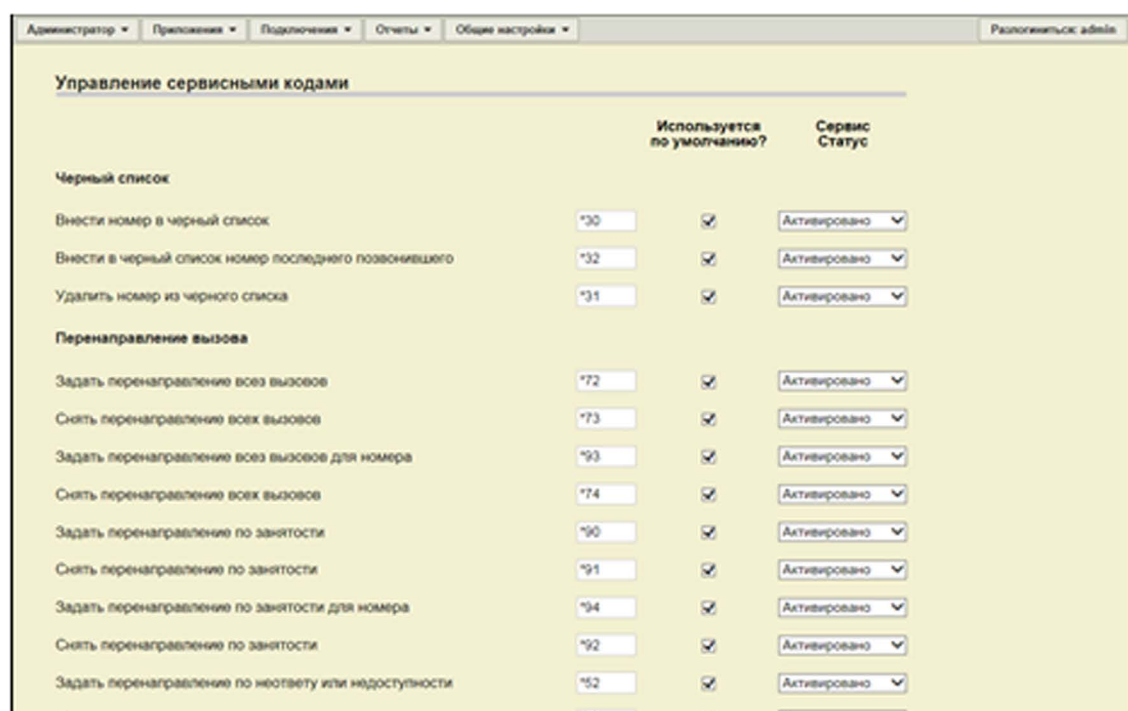 Администратор Приложения Подключения Отчеты Общие настройки Разлогиниться: admin
Управление сервисными кодами
Используется по умолчанию? Сервис Статус
Черный список
Внести номер в черный список *30 Активировано
Внести в черный список номер последнего позвонившего *32 Активировано
Удалить номер из черного списка *31 Активировано
Перенаправление вызова
Задать перенаправление всез вызовов *72 Активировано
Снять перенаправление всех вызовов *73 Активировано
Задать перенаправление всез вызовов для номера *93 Активировано
Снять перенаправление всех вызовов *74 Активировано
Задать перенаправление по занятости *90 Активировано
Снять перенаправление по занятости *91 Активировано
Задать перенаправление по занятости для номера *94 Активировано
Снять перенаправление по занятости *92 Активировано
Задать перенаправление по неответу или недоступности *52 Активировано